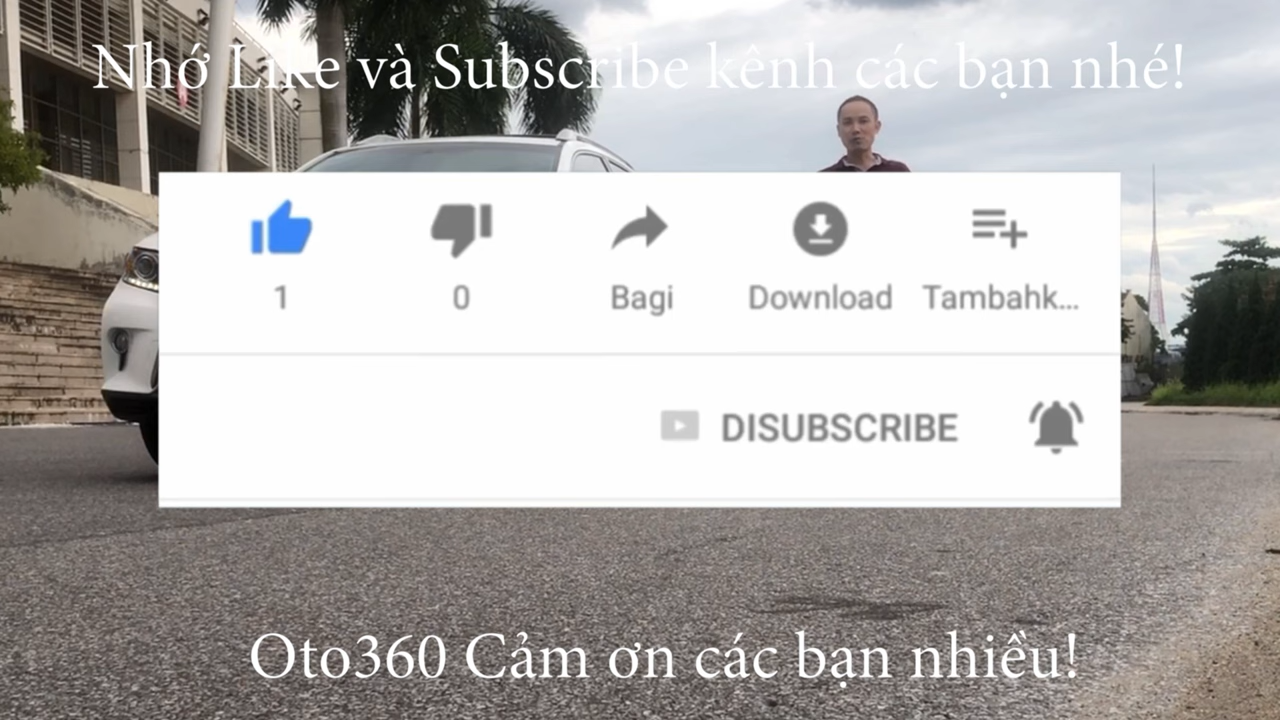 Nhớ Like và Subscribe kênh các bạn nhé!
1 0 Bagi Download Tambahk...
DISUBSCRIBE
Oto360 Cảm ơn các bạn nhiều!